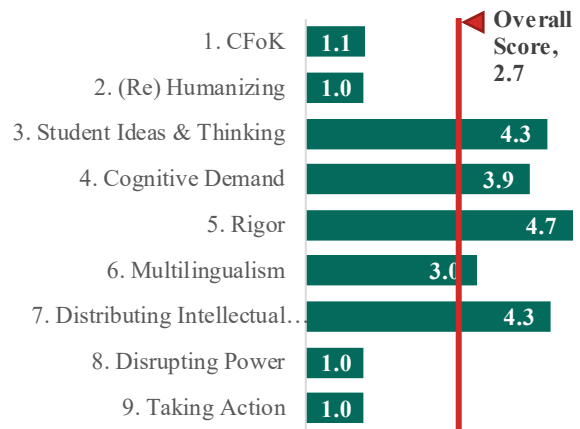 Overall
Score,
2.7
1. CFoK 1.1
2. (Re) Humanizing 1.0
3. Student Ideas & Thinking 4.3
4. Cognitive Demand 3.9
5. Rigor 4.7
6. Multilingualism 3.0
7. Distributing Intellectual... 4.3
8. Disrupting Power 1.0
9. Taking Action 1.0